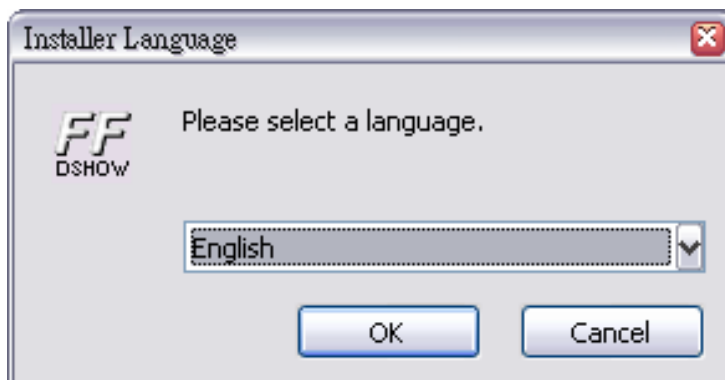 Installer Language
FF
DSHOW
Please select a language.
English
OK
Cancel